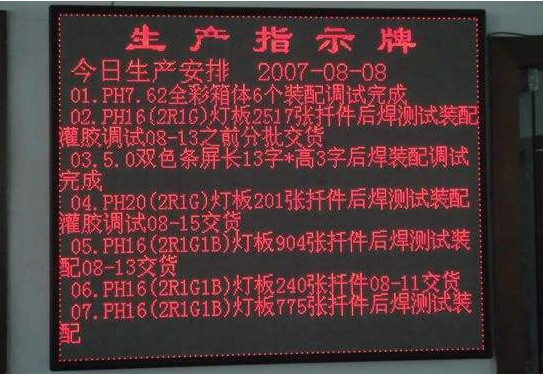 生产指示牌
今日生产安排 2007-08-08
01.PH7.62全彩箱体6个装配调试完成
02.PH16(2R1G)灯板2517张扦件后焊测试装配
灌胶调试08-13之前分批交货
03.5.0双色条屏长13字*高3字后焊装配调试
完成
04.PH20(2R1G)灯板201张扦件后焊测试装配
灌胶调试08-15交货
05.PH16(2R1G1B)灯板904张扦件后焊测试装
配08-13交货
06.PH16(2R1G1B)灯板240张扦件08-11交货
07.PH16(2R1G1B)灯板775张扦件后焊测试装
配